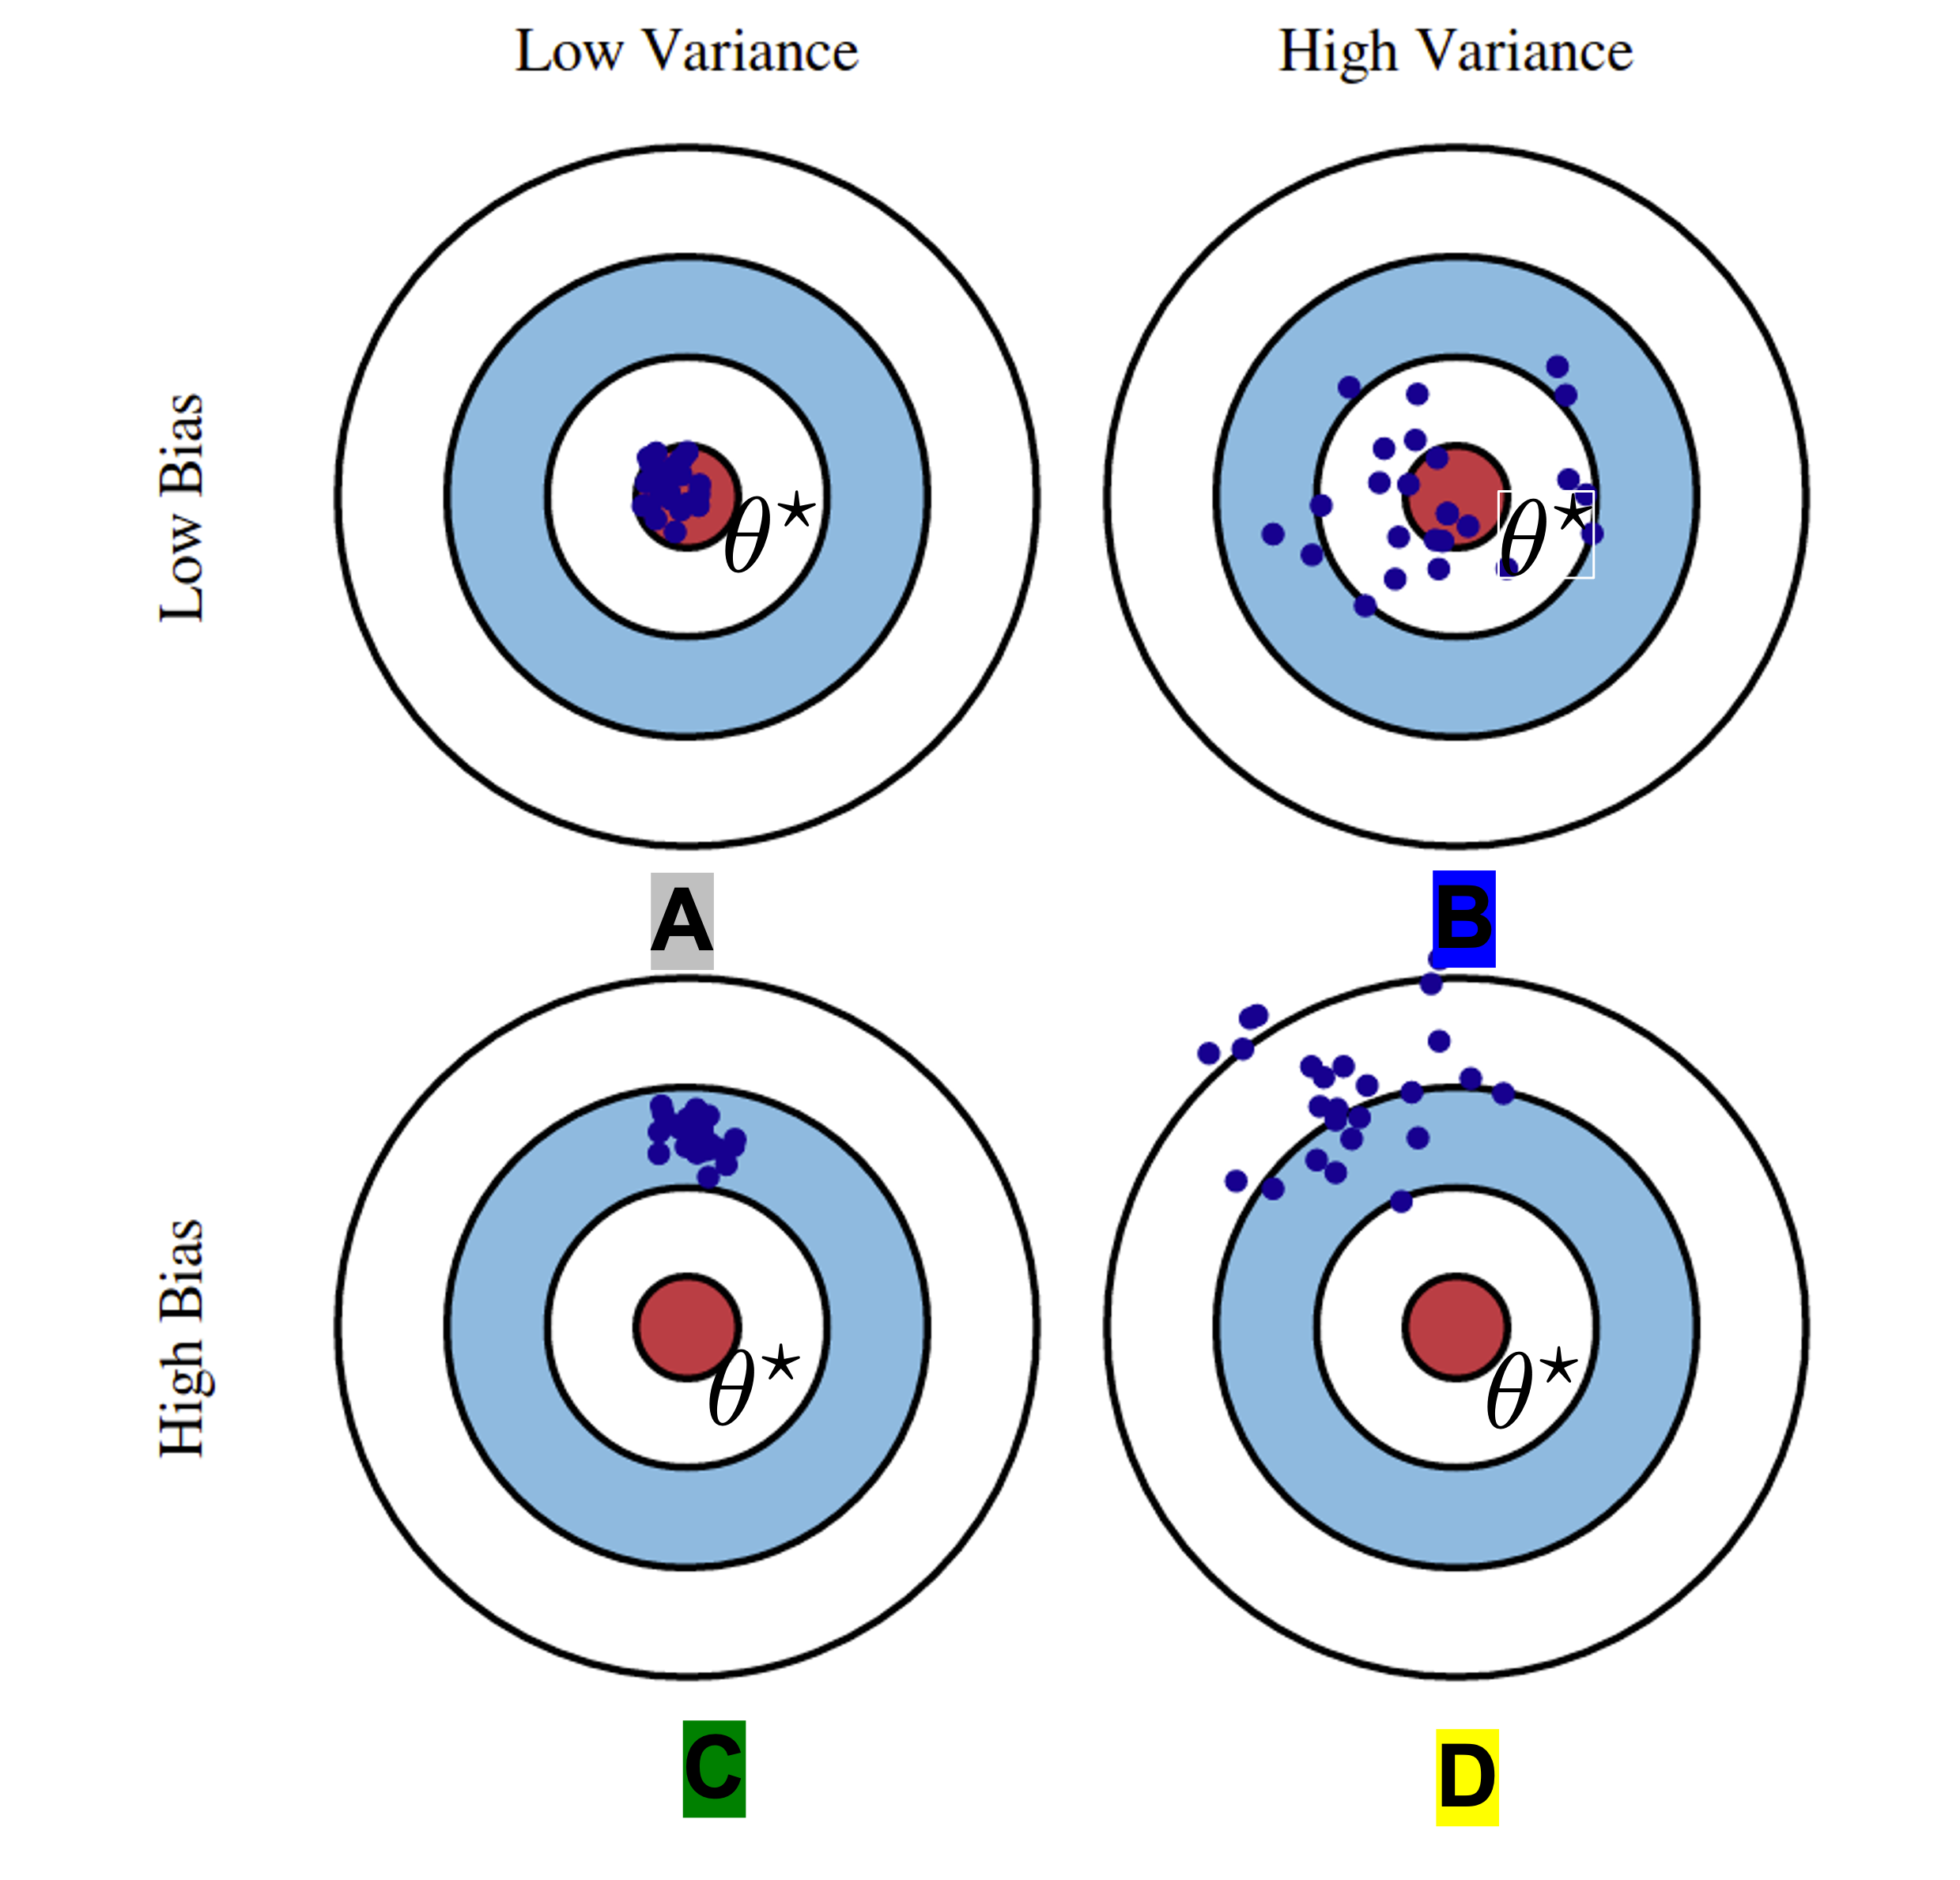 Low Variance
High Variance
Low Bias
θ*
θ*
A
B
High Bias
θ*
θ*
C
D